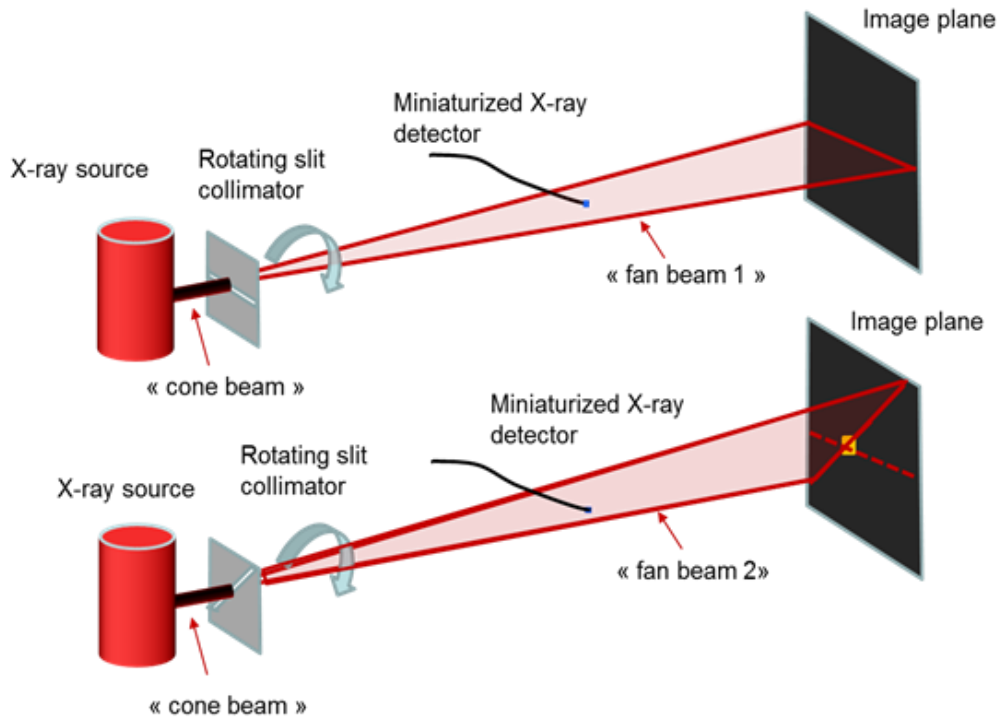 Image plane
Miniaturized X-ray
detector
Rotating slit
collimator
X-ray source
« fan beam 1 »
« cone beam »
Image plane
Miniaturized X-ray
detector
Rotating slit
collimator
X-ray source
« fan beam 2»
« cone beam »